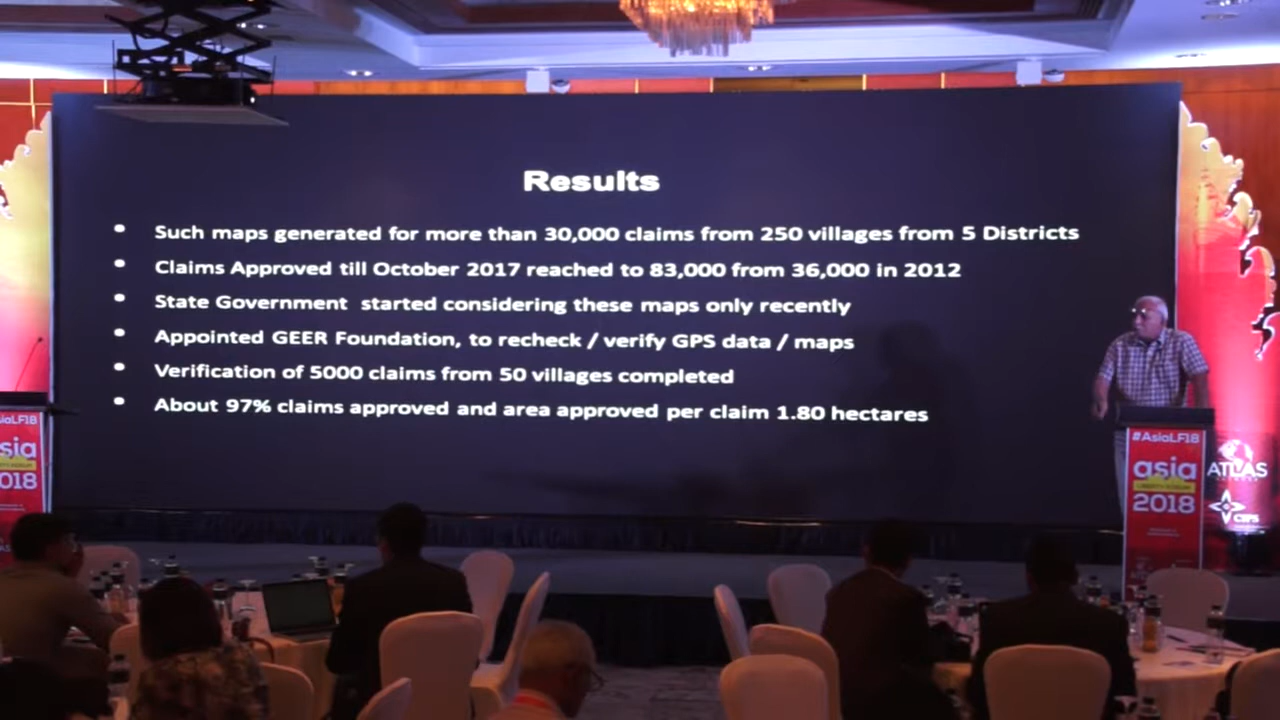 Results
• Such maps generated for more than 30,000 claims from 250 villages from 5 Districts
• Claims Approved till October 2017 reached to 83,000 from 36,000 in 2012
• State Government started considering these maps only recently
• Appointed GEER Foundation, to recheck / verify GPS data / maps
• Verification of 5000 claims from 50 villages completed
• About 97% claims approved and area approved per claim 1.80 hectares
iaLF18
sia
018
#AsiaLF18
asia
2018
ATLAS
CIPS